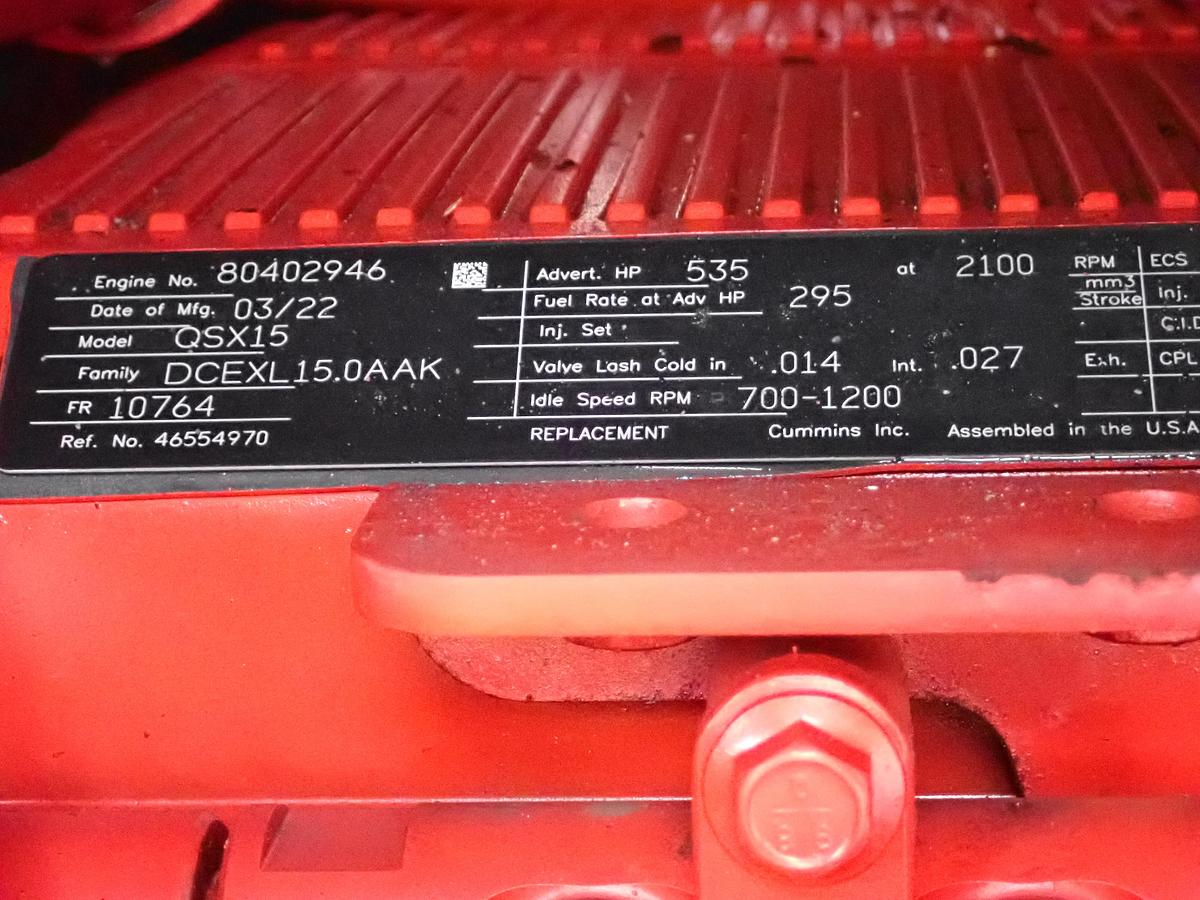 Engine No. 80402946
Date of Mfg. 03/22
Model QSX15
Family DCEXL15.0AAK
FR 10764
Ref. No. 46554970
Advert. HP 535 at 2100 RPM
Fuel Rate at Adv HP 295 mm3 Stroke
Inj. Set
Valve Lash Cold in .014 Int. .027 Exh.
Idle Speed RPM 700-1200
REPLACEMENT Cummins Inc. Assembled in the U.S.A
ECS
Inj.
C.I.D
CPL